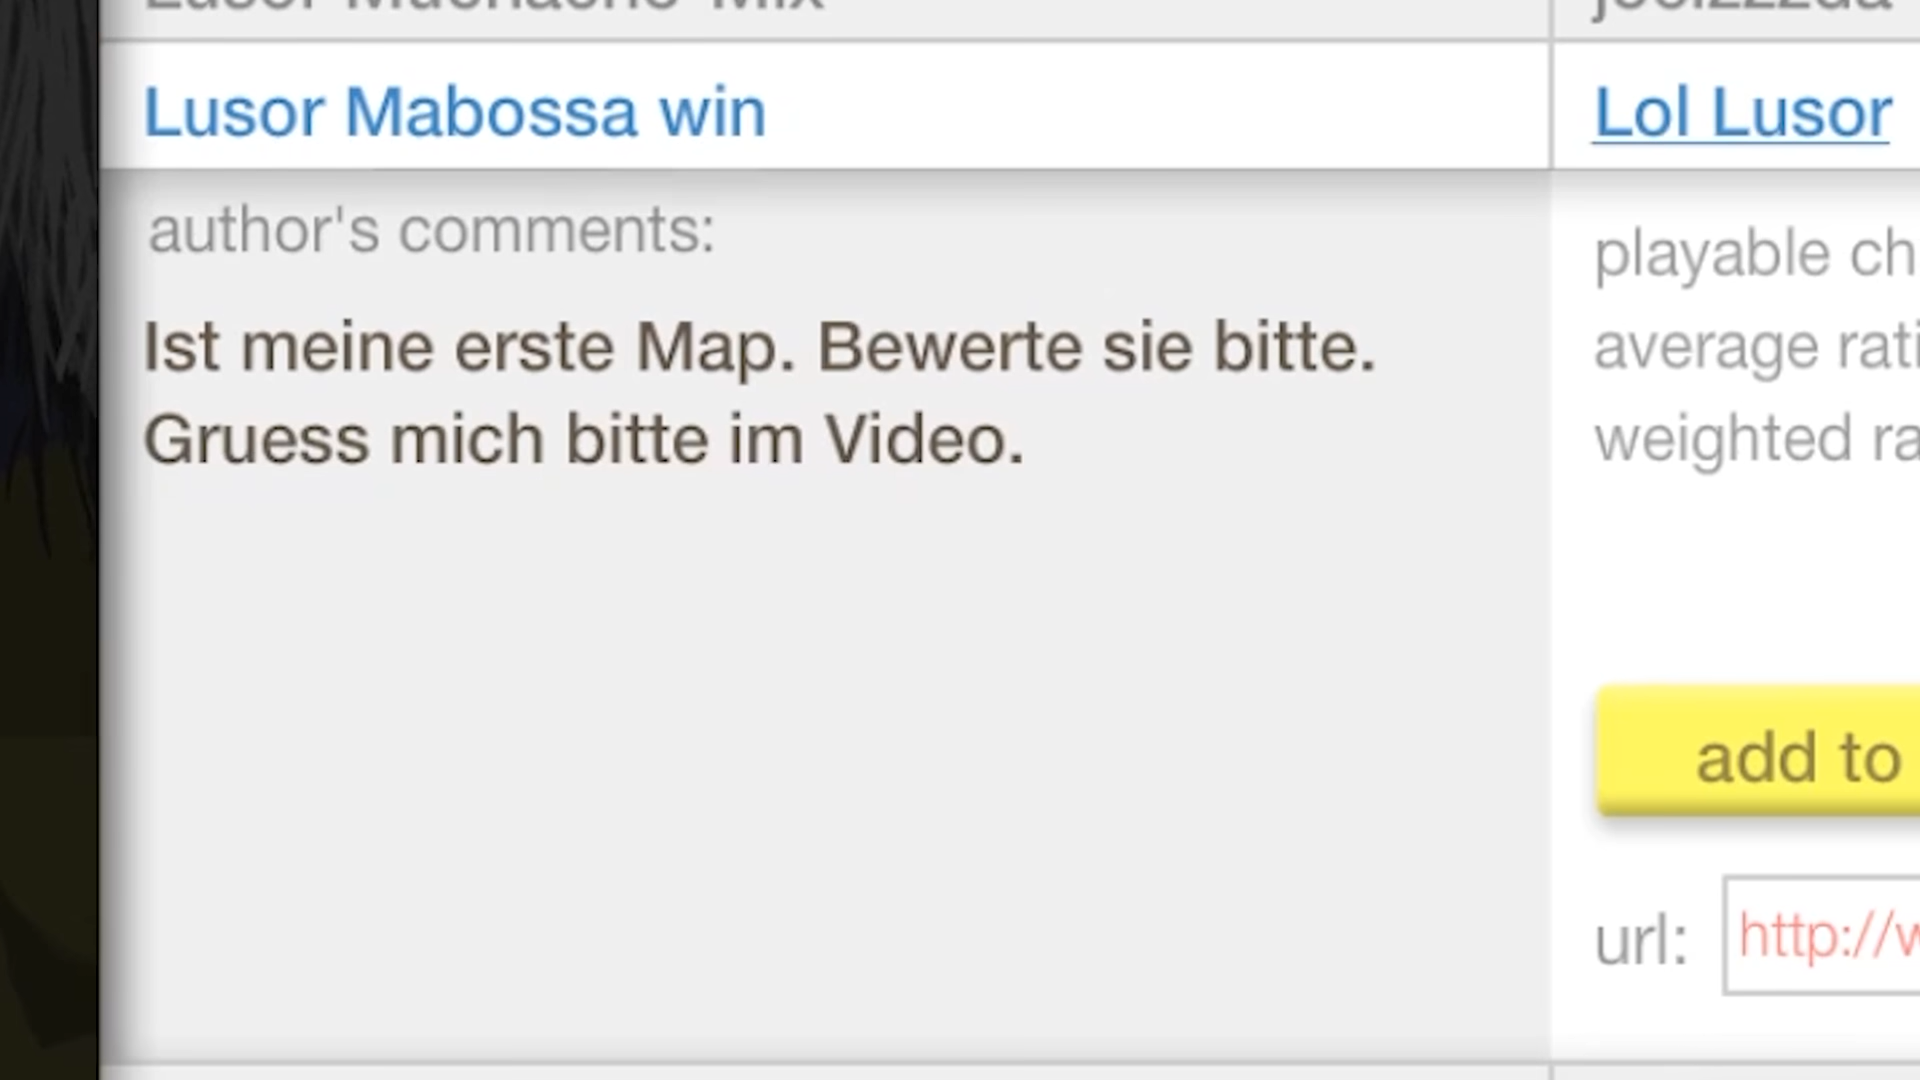 Lusor Mabossa win
Lol Lusor
author's comments:
Ist meine erste Map. Bewerte sie bitte.
Gruess mich bitte im Video.
playable ch
average rati
weighted ra
add to
url:
http://w